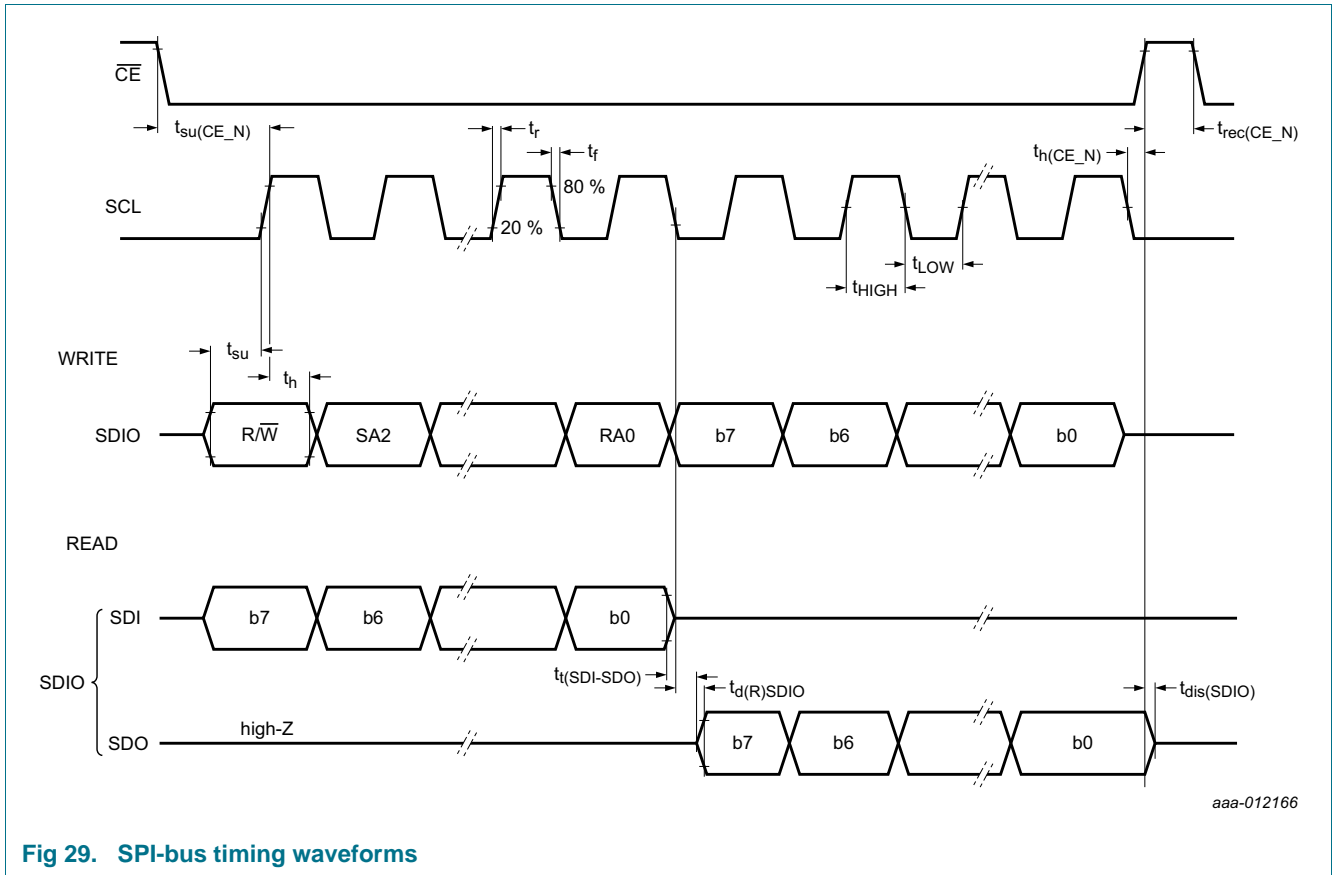 CE
tsu(CE_N)
tr
tf
th(CE_N)
trec(CE_N)
SCL
80 %
20 %
tHIGH
tLOW
WRITE
tsu
th
SDIO
R/W
SA2
RA0
b7
b6
b0
READ
SDI
b7
b6
b0
SDIO
tt(SDI-SDO)
td(R)SDIO
tdis(SDIO)
SDO
high-Z
b7
b6
b0
aaa-012166
Fig 29. SPI-bus timing waveforms